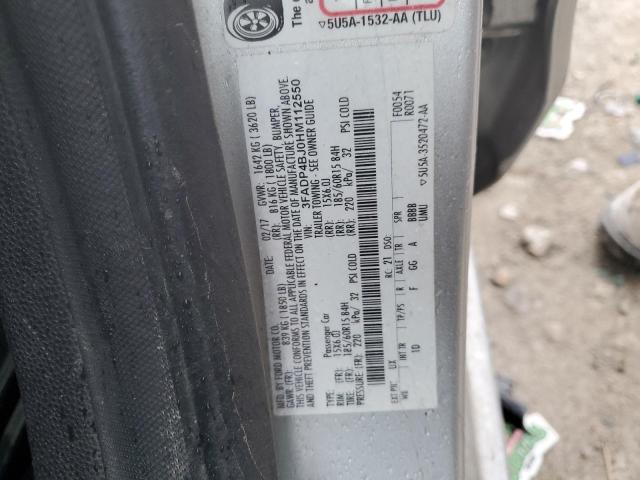 The e
5U5A-1532-AA (TLU)
MFD. BY FORD MOTOR CO. DATE: 02/17 GVWR: 1642 KG ( 3620 LB)
GAWR (FR): 839 KG ( 1850 LB) (RR): 816 KG ( 1800 LB)
THIS VEHICLE CONFORMS TO ALL APPLICABLE FEDERAL MOTOR VEHICLE SAFETY, BUMPER,
AND THEFT PREVENTION STANDARDS IN EFFECT ON THE DATE OF MANUFACTURE SHOWN ABOVE.
VIN: 3FADP4BJ0HM112550
TYPE: Passenger Car TRAILER TOWING - SEE OWNER GUIDE
RIM: (FR): 15X6.0J (RR): 15X6.0J
TIRE: (FR): 185/60R15 84H (RR): 185/60R15 84H
PRESSURE: (FR): 220 kPa/ 32 PSI COLD (RR): 220 kPa/ 32 PSI COLD
RC: 21 DSO: F0054
EXT PNT: UX R0071
WB INT TR TP/PS R AXLE TR SPR
1D F GG A BBBB
UMU
5U5A 3520472-AA